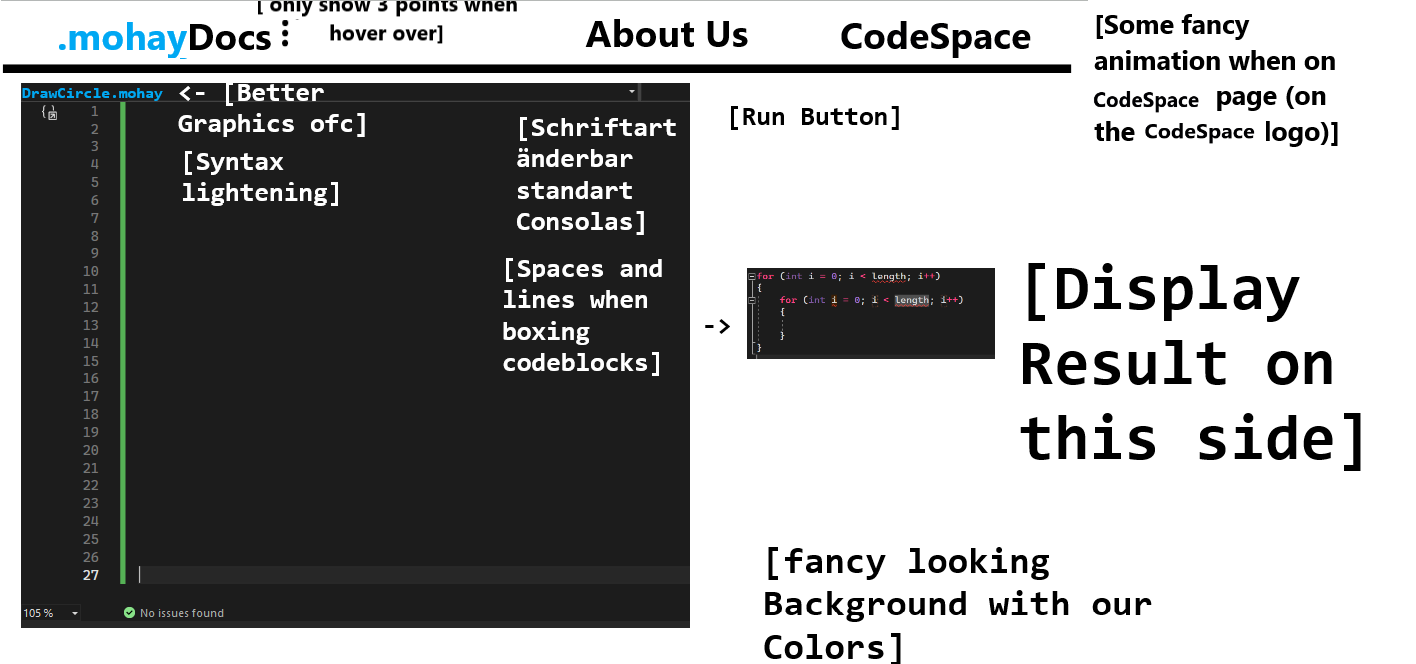 [ only show 3 points when
hover over]
.mohayDocs
About Us
CodeSpace
[Some fancy
animation when on
CodeSpace page (on
the CodeSpace logo)]
DrawCircle.mohay <- [Better
Graphics ofc]
[Syntax
lightening]
[Schriftart
änderbar
standart
Consolas]
[Spaces and
lines when
boxing
codeblocks]
1
2
3
4
5
6
7
8
9
10
11
12
13
14
15
16
17
18
19
20
21
22
23
24
25
26
27
105 %
No issues found
[Run Button]
->
for (int i = 0; i < length; i++)
{
for (int i = 0; i < length; i++)
{
}
}
[Display
Result on
this side]
[fancy looking
Background with our
Colors]